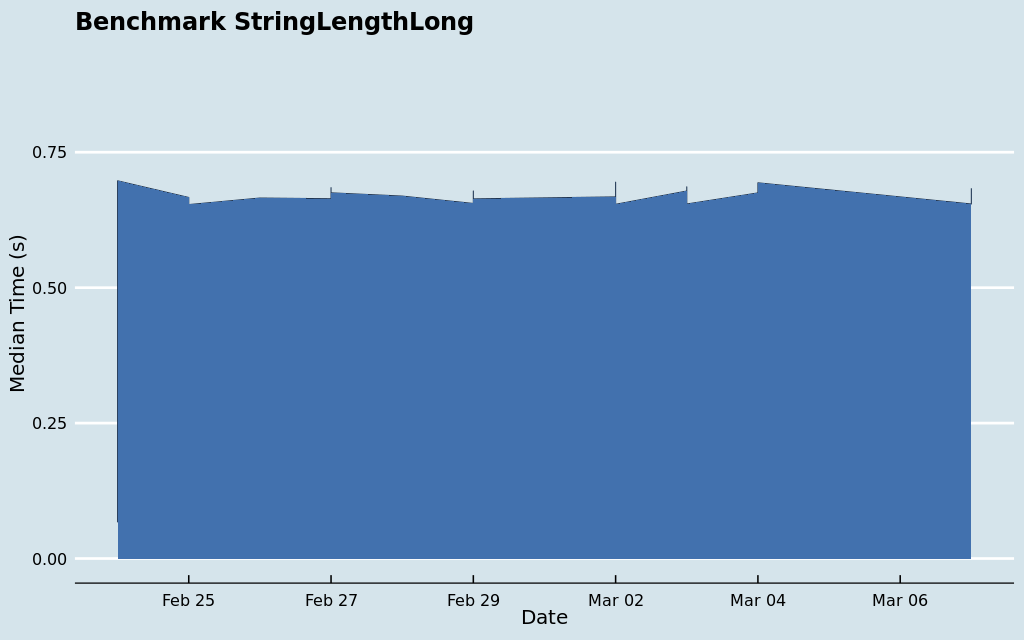 Benchmark StringLengthLong
Median Time (s)
0.75
0.50
0.25
0.00
Feb 25 Feb 27 Feb 29 Mar 02 Mar 04 Mar 06
Date